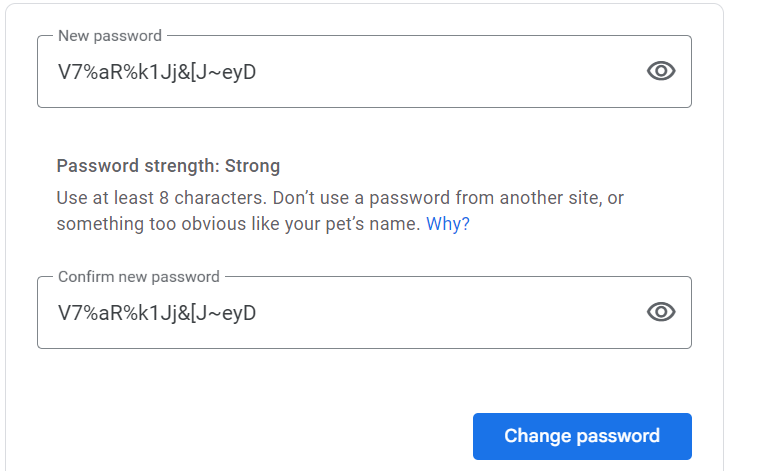 New password
V7%aR%k1Jj&[J~eyD
Password strength: Strong
Use at least 8 characters. Don’t use a password from another site, or
something too obvious like your pet’s name. Why?
Confirm new password
V7%aR%k1Jj&[J~eyD
Change password